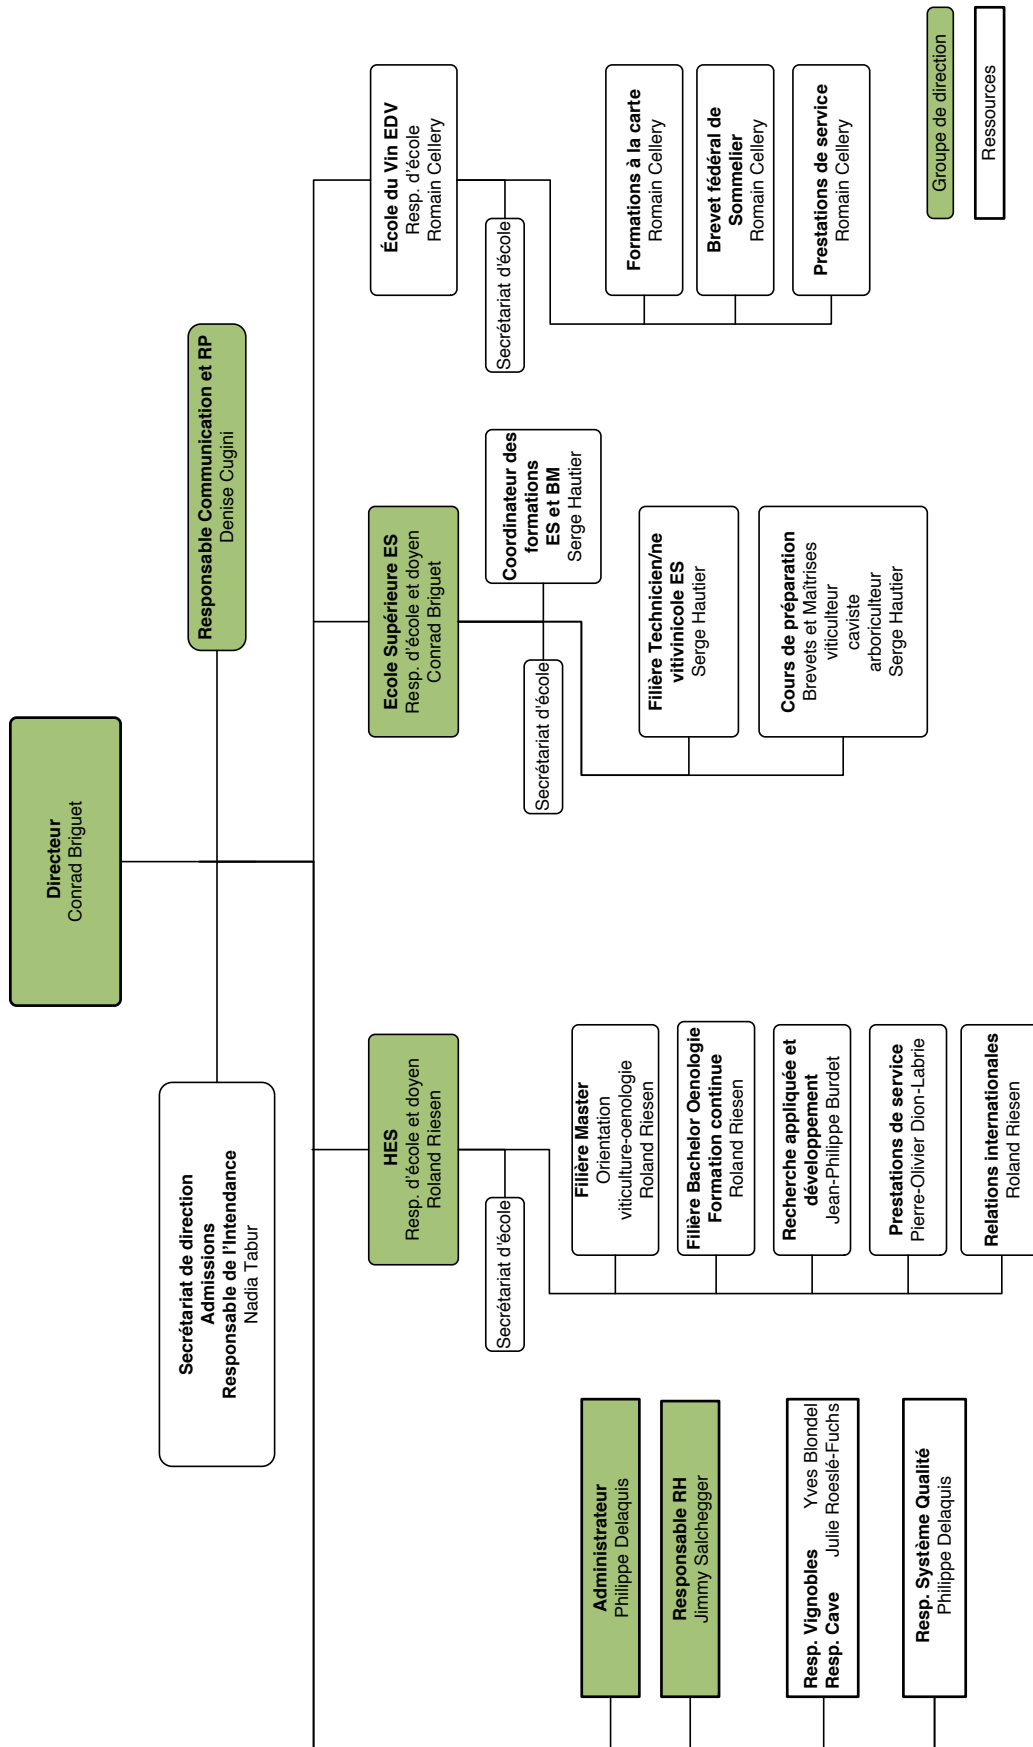 Directeur
Conrad Briguet
Secrétariat de direction
Admissions
Responsable de l'Intendance
Nadia Tabur
Responsable Communication et RP
Denise Cugini
Administrateur
Philippe Delaquis
Responsable RH
Jimmy Salchegger
Resp. Vignobles Yves Blondel
Resp. Cave Julie Roeslé-Fuchs
Resp. Système Qualité
Philippe Delaquis
HES
Resp. d'école et doyen
Roland Riesen
Secrétariat d'école
Filière Master
Orientation
viticulture-oenologie
Roland Riesen
Filière Bachelor Oenologie
Formation continue
Roland Riesen
Recherche appliquée et
développement
Jean-Philippe Burdet
Prestations de service
Pierre-Olivier Dion-Labrie
Relations internationales
Roland Riesen
Ecole Supérieure ES
Resp. d'école et doyen
Conrad Briguet
Secrétariat d'école
Coordinateur des
formations
ES et BM
Serge Hautier
Filière Technicien/ne
vitivinicole ES
Serge Hautier
Cours de préparation
Brevets et Maîtrises
viticulteur
caviste
arboriculteur
Serge Hautier
École du Vin EDV
Resp. d'école
Romain Cellery
Secrétariat d'école
Formations à la carte
Romain Cellery
Brevet fédéral de
Sommelier
Romain Cellery
Prestations de service
Romain Cellery
Groupe de direction
Ressources